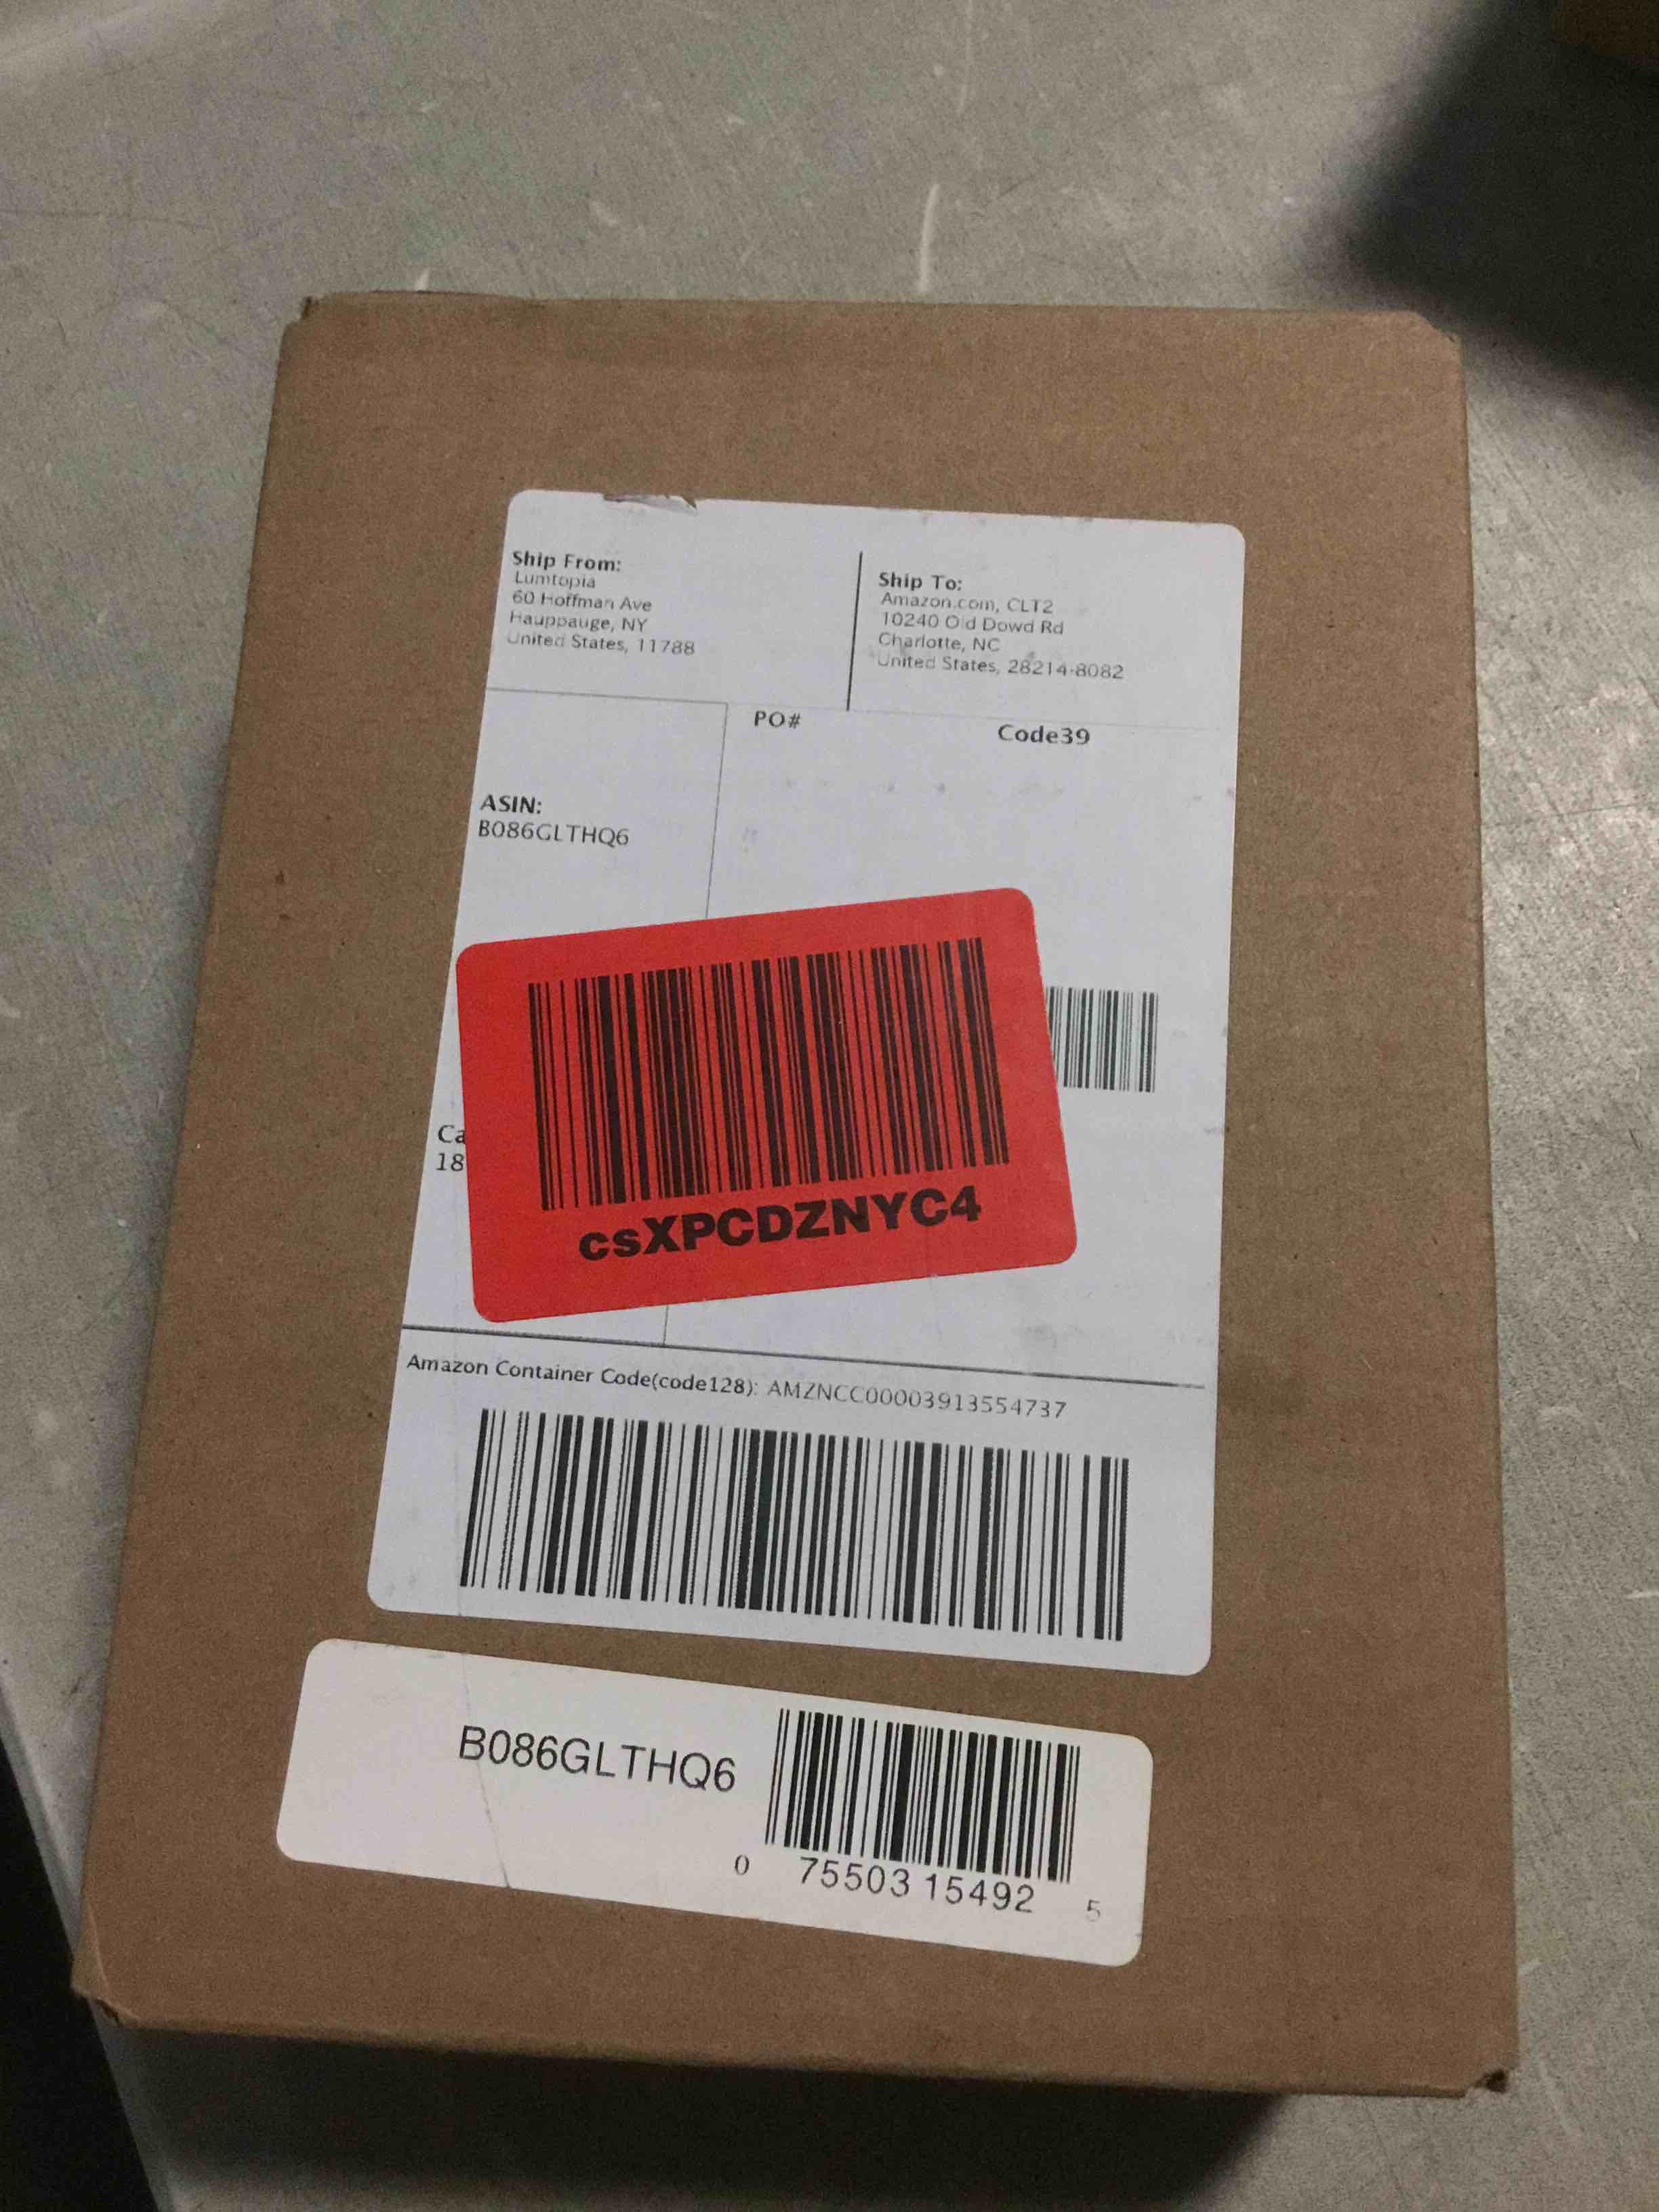 Ship From:
Lumtopia
60 Hoffman Ave
Hauppauge, NY
United States, 11788
Ship To:
Amazon.com, CLT2
10240 Old Dowd Rd
Charlotte, NC
United States, 28214-8082
PO#
Code39
ASIN:
B086GLTHQ6
Ca
18
csXPCDZNYC4
Amazon Container Code(code128): AMZNCC00003913554737
B086GLTHQ6
0 75503 15492 5